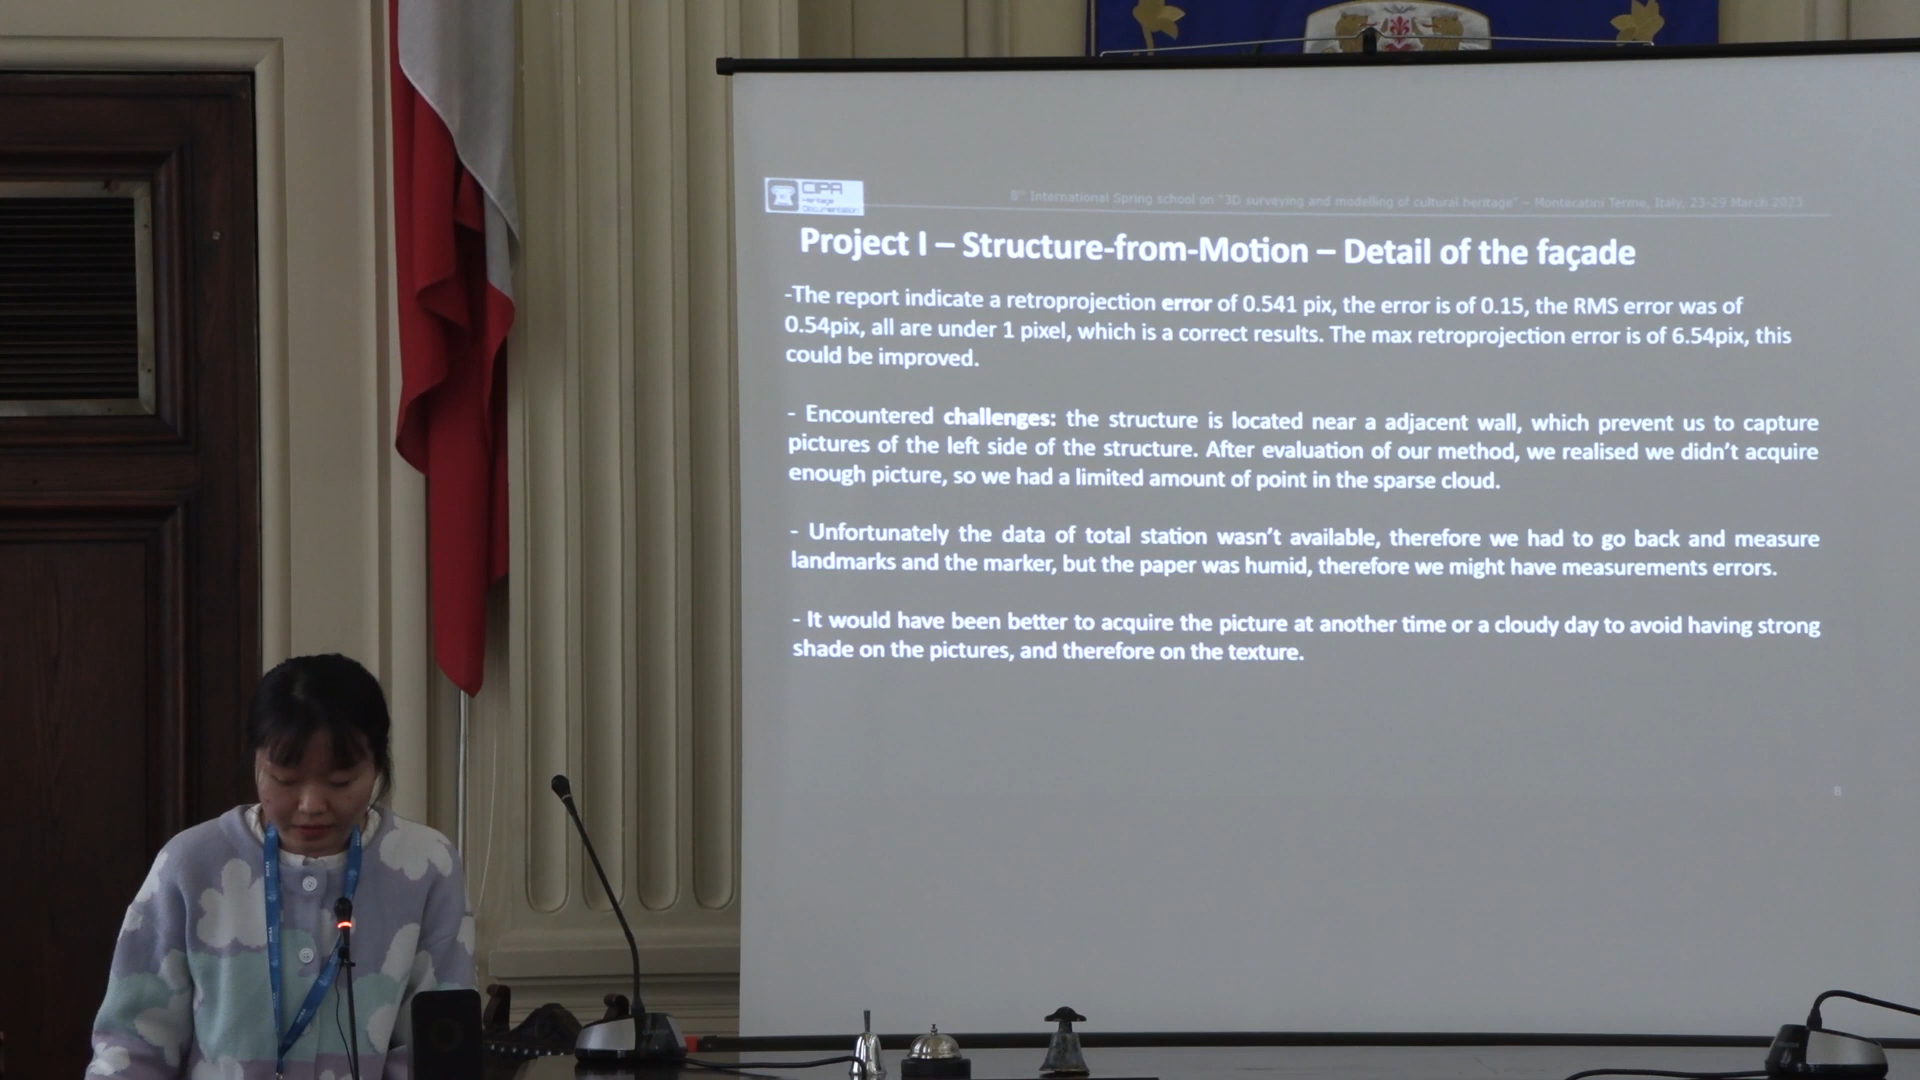 CIPA
Heritage
Documentation
8th International Spring school on "3D surveying and modelling of cultural heritage" – Montecatini Terme, Italy, 23-29 March 2023
Project I – Structure-from-Motion – Detail of the façade
-The report indicate a retroprojection error of 0.541 pix, the error is of 0.15, the RMS error was of
0.54pix, all are under 1 pixel, which is a correct results. The max retroprojection error is of 6.54pix, this
could be improved.
- Encountered challenges: the structure is located near a adjacent wall, which prevent us to capture
pictures of the left side of the structure. After evaluation of our method, we realised we didn't acquire
enough picture, so we had a limited amount of point in the sparse cloud.
- Unfortunately the data of total station wasn't available, therefore we had to go back and measure
landmarks and the marker, but the paper was humid, therefore we might have measurements errors.
- It would have been better to acquire the picture at another time or a cloudy day to avoid having strong
shade on the pictures, and therefore on the texture.
8